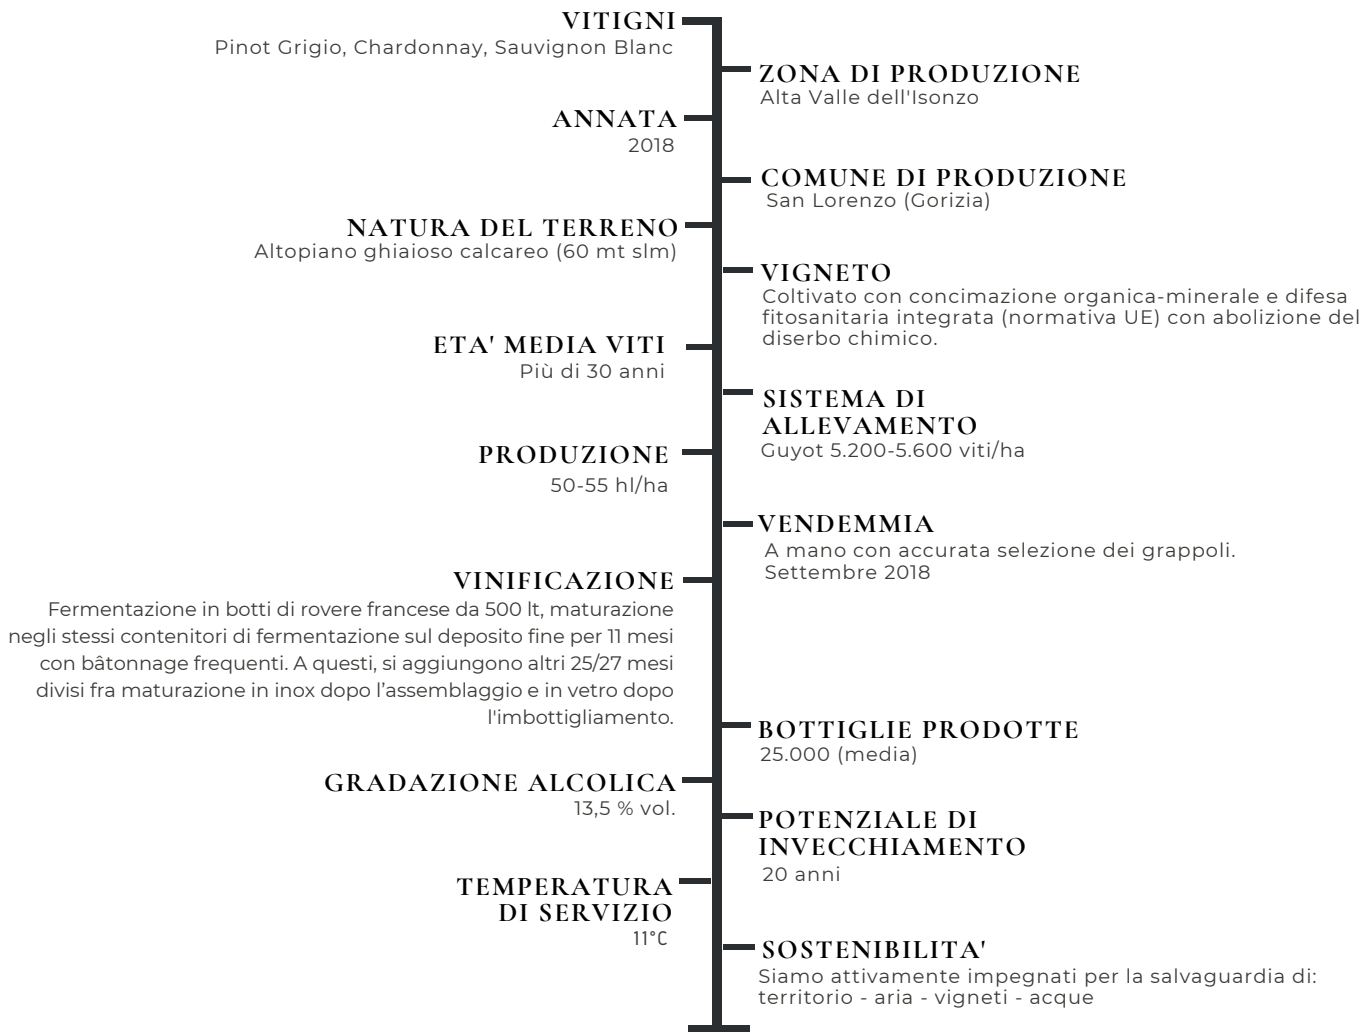 VITIGNI
Pinot Grigio, Chardonnay, Sauvignon Blanc
ZONA DI PRODUZIONE
Alta Valle dell'Isonzo
ANNATA
2018
COMUNE DI PRODUZIONE
San Lorenzo (Gorizia)
NATURA DEL TERRENO
Altopiano ghiaioso calcareo (60 mt slm)
VIGNETO
Coltivato con concimazione organica-minerale e difesa
fitosanitaria integrata (normativa UE) con abolizione del
diserbo chimico.
ETA' MEDIA VITI
Più di 30 anni
SISTEMA DI
ALLEVAMENTO
Guyot 5.200-5.600 viti/ha
PRODUZIONE
50-55 hl/ha
VENDEMMIA
A mano con accurata selezione dei grappoli.
Settembre 2018
VINIFICAZIONE
Fermentazione in botti di rovere francese da 500 lt, maturazione
negli stessi contenitori di fermentazione sul deposito fine per 11 mesi
con bâtonnage frequenti. A questi, si aggiungono altri 25/27 mesi
divisi fra maturazione in inox dopo l’assemblaggio e in vetro dopo
l'imbottigliamento.
BOTTIGLIE PRODOTTE
25.000 (media)
GRADAZIONE ALCOLICA
13,5 % vol.
POTENZIALE DI
INVECCHIAMENTO
20 anni
TEMPERATURA
DI SERVIZIO
11°C
SOSTENIBILITA'
Siamo attivamente impegnati per la salvaguardia di:
territorio - aria - vigneti - acque